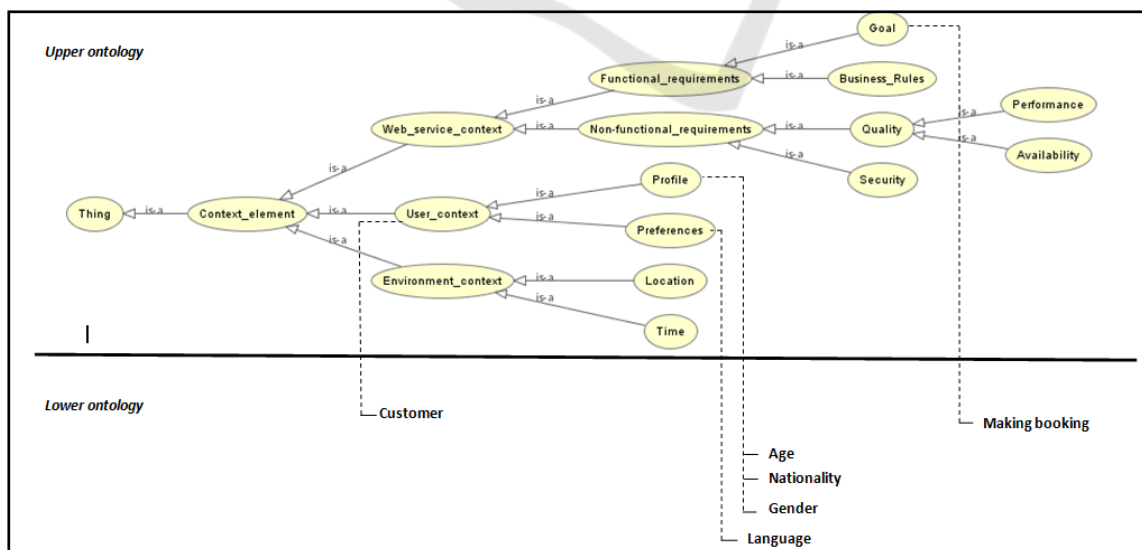 Upper ontology
Goal
is-a
Functional_requirements
is-a
Business_Rules
is-a
Performance
is-a
Web_service_context
is-a
Non-functional_requirements
is-a
Quality
is-a
Availability
is-a
is-a
Security
Profile
is-a
Thing
is-a
Context_element
is-a
User_context
is-a
Preferences
is-a
Environment_context
is-a
Location
is-a
Time
Lower ontology
Customer
Making booking
Age
Nationality
Gender
Language